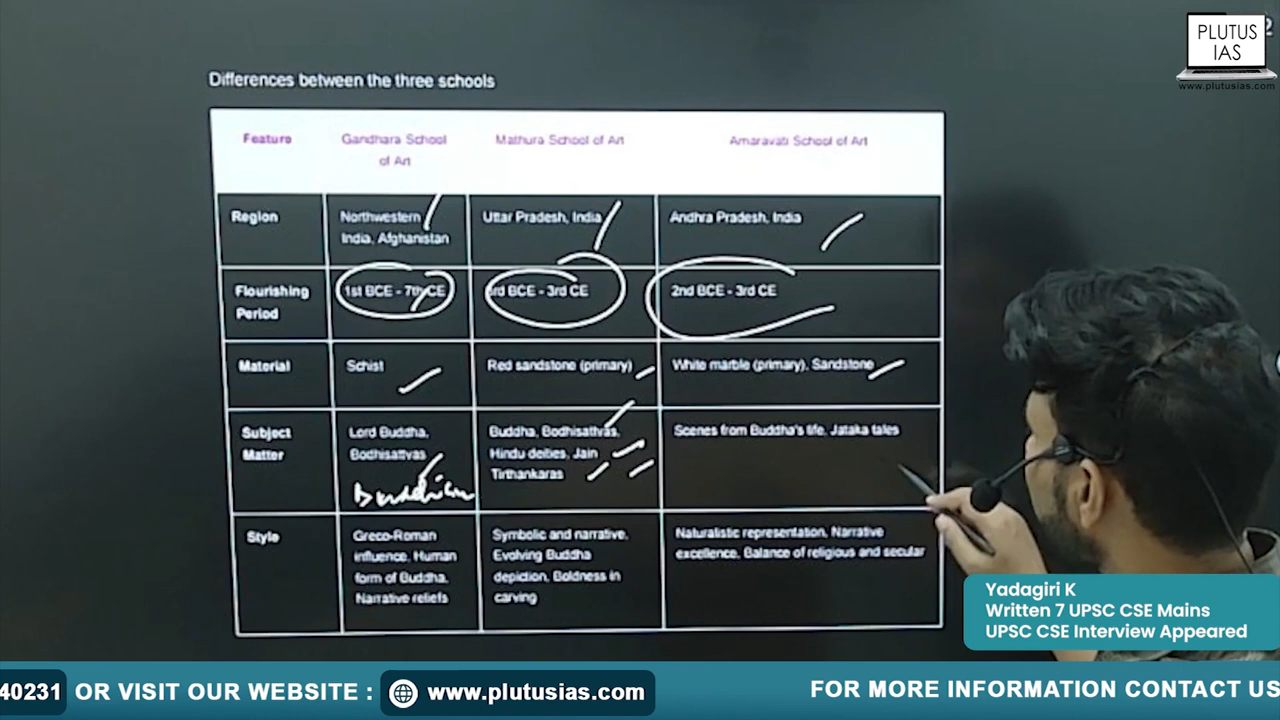 PLUTUS
IAS
2
www.plutusias.com
Differences between the three schools
Feature
Gandhara School
of Art
Mathura School of Art
Amaravati School of Art
Region
Northwestern
India, Afghanistan
Uttar Pradesh, India
Andhra Pradesh, India
Flourishing
Period
1st BCE - 7th CE
3rd BCE - 3rd CE
2nd BCE - 3rd CE
Material
Schist
Red sandstone (primary)
White marble (primary), Sandstone
Subject
Matter
Lord Buddha,
Bodhisattvas
Buddhism
Buddha, Bodhisattvas,
Hindu deities, Jain
Tirthankaras
Scenes from Buddha's life, Jataka tales
Style
Greco-Roman
influence, Human
form of Buddha,
Narrative reliefs
Symbolic and narrative,
Evolving Buddha
depiction, Boldness in
carving
Naturalistic representation, Narrative
excellence, Balance of religious and secular
Yadagiri K
Written 7 UPSC CSE Mains
UPSC CSE Interview Appeared
40231 OR VISIT OUR WEBSITE : www.plutusias.com FOR MORE INFORMATION CONTACT US